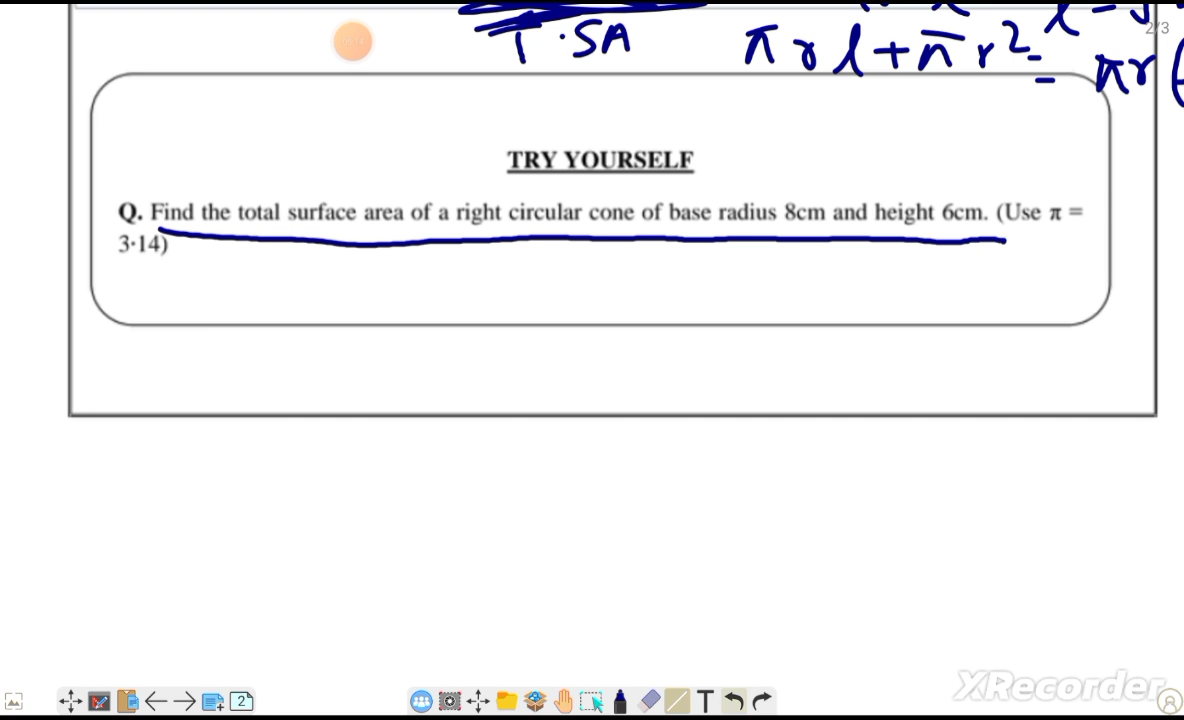 T.SA πrl+πr²= πr(
2/3
TRY YOURSELF
Q. Find the total surface area of a right circular cone of base radius 8cm and height 6cm. (Use π =
3·14)
2
T
XRecorder